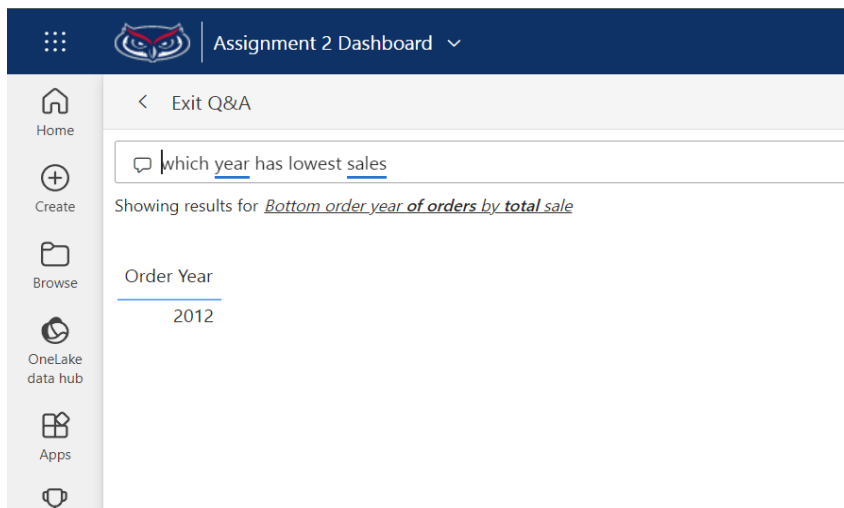 Assignment 2 Dashboard
Exit Q&A
Home
which year has lowest sales
Create
Showing results for Bottom order year of orders by total sale
Browse
Order Year
2012
OneLake
data hub
Apps